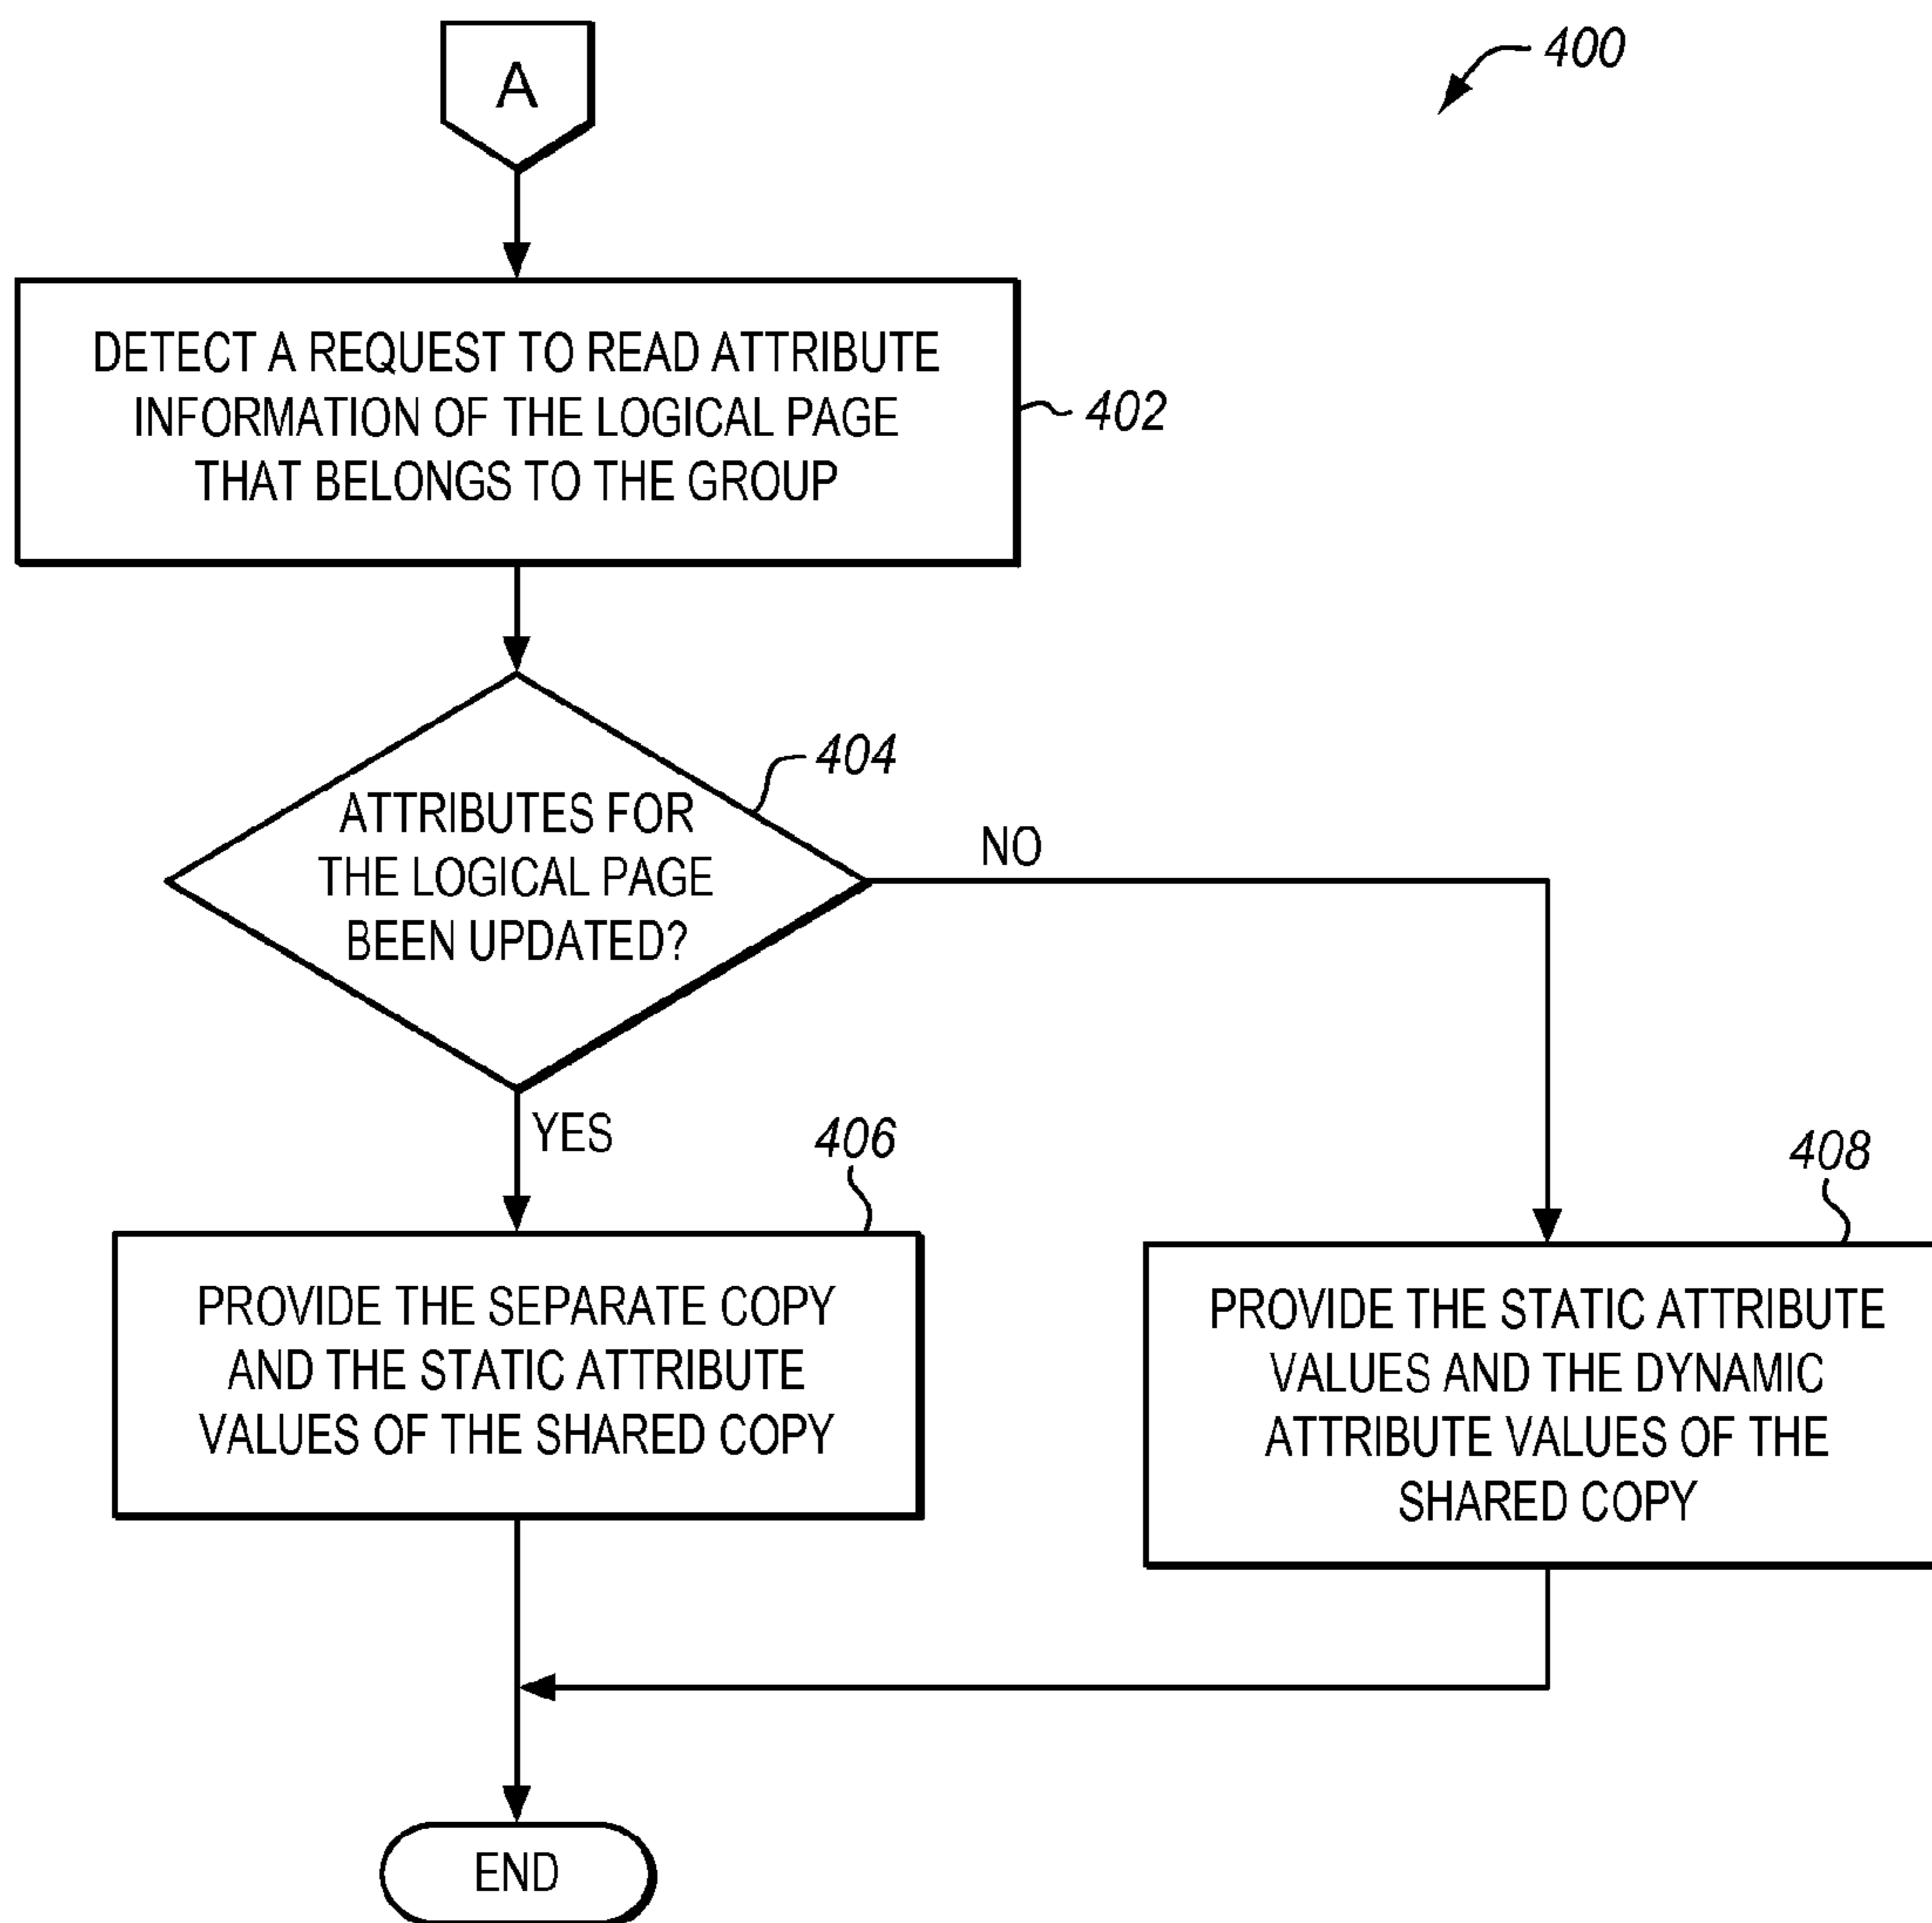 A
400
DETECT A REQUEST TO READ ATTRIBUTE
INFORMATION OF THE LOGICAL PAGE
THAT BELONGS TO THE GROUP
402
404
ATTRIBUTES FOR
THE LOGICAL PAGE
BEEN UPDATED?
NO
YES
406
PROVIDE THE SEPARATE COPY
AND THE STATIC ATTRIBUTE
VALUES OF THE SHARED COPY
408
PROVIDE THE STATIC ATTRIBUTE
VALUES AND THE DYNAMIC
ATTRIBUTE VALUES OF THE
SHARED COPY
END